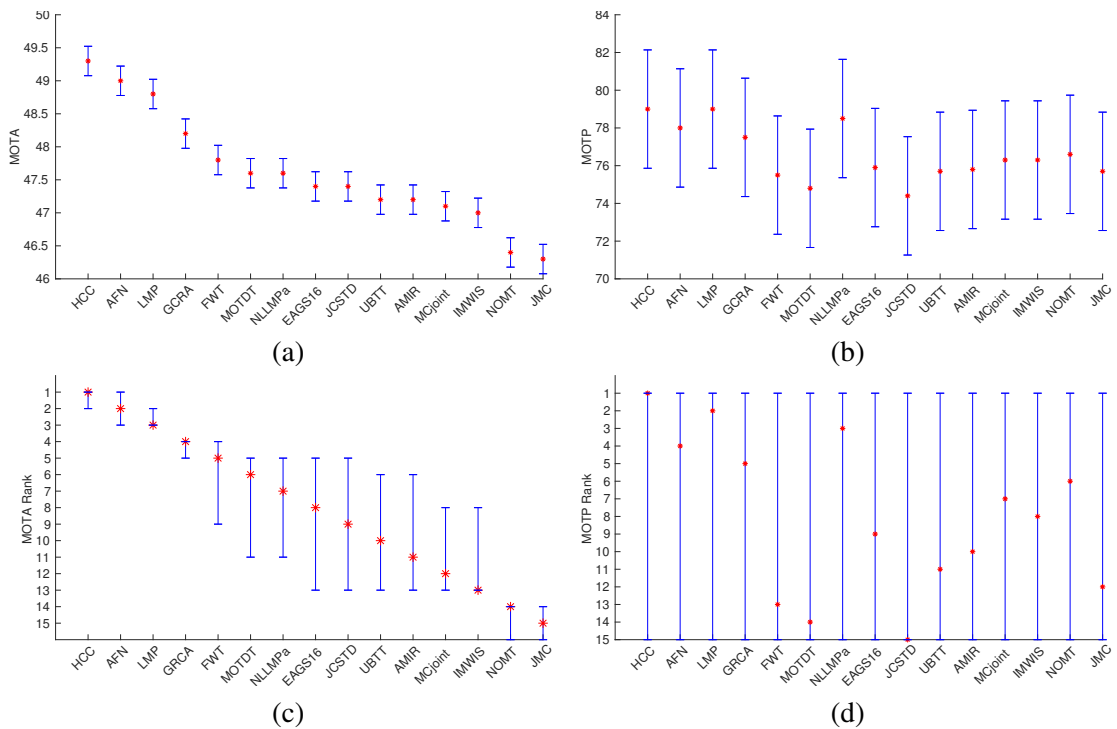 50
49.5
49
48.5
48
47.5
47
46.5
46
MOTA
HCC
AFN
LMP
GCRA
FWT
MOTDT
NLLMPa
EAGS16
JCSTD
UBTT
AMIR
MCjoint
IMWIS
NOMT
JMC
(a)
84
82
80
78
76
74
72
70
MOTP
HCC
AFN
LMP
GCRA
FWT
MOTDT
NLLMPa
EAGS16
JCSTD
UBTT
AMIR
MCjoint
IMWIS
NOMT
JMC
(b)
1
2
3
4
5
6
7
8
9
10
11
12
13
14
15
MOTA Rank
HCC
AFN
LMP
GRCA
FWT
MOTDT
NLLMPa
EAGS16
JCSTD
UBTT
AMIR
MCjoint
IMWIS
NOMT
JMC
(c)
1
2
3
4
5
6
7
8
9
10
11
12
13
14
15
MOTP Rank
HCC
AFN
LMP
GRCA
FWT
MOTDT
NLLMPa
EAGS16
JCSTD
UBTT
AMIR
MCjoint
IMWIS
NOMT
JMC
(d)